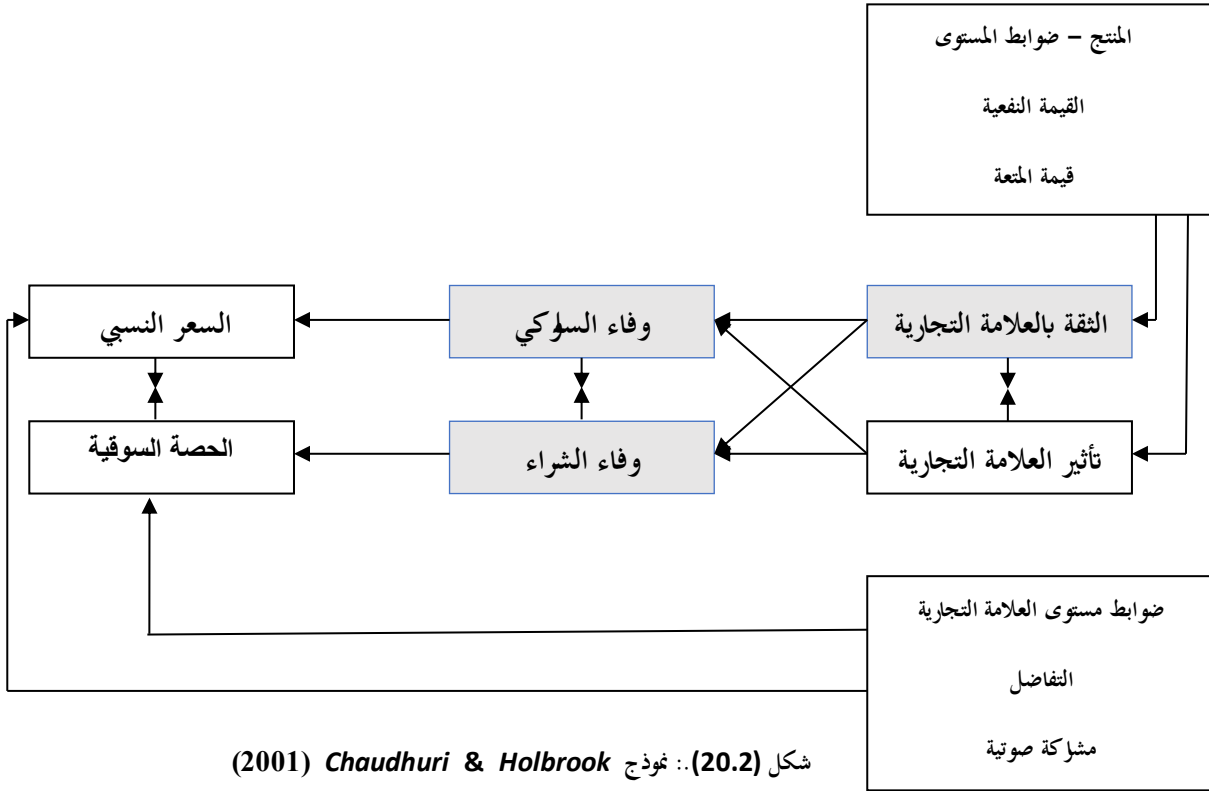 المنتج – ضوابط المستوى
القيمة النفعية
قيمة المتعة
الثقة بالعلامة التجارية
وفاء السلوكي
السعر النسبي
تأثير العلامة التجارية
وفاء الشراء
الحصة السوقية
ضوابط مستوى العلامة التجارية
التفاضل
مشاركة صوتية
شكل (20.2).: نموذج Chaudhuri & Holbrook (2001)